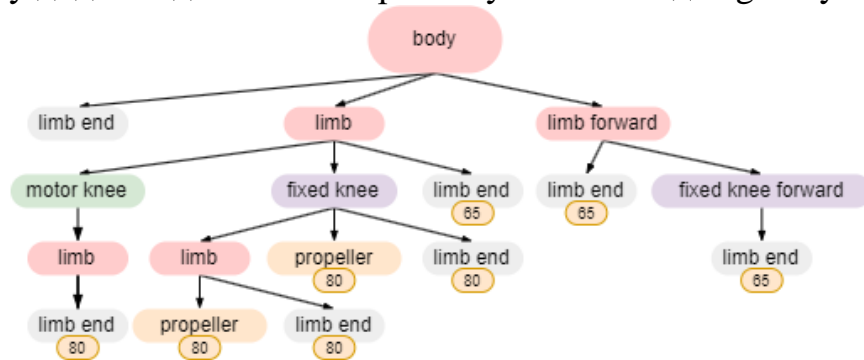 body
limb end
limb
limb forward
motor knee
fixed knee
limb end
65
limb end
65
fixed knee forward
limb
limb
propeller
80
limb end
80
limb end
65
limb end
80
propeller
80
limb end
80